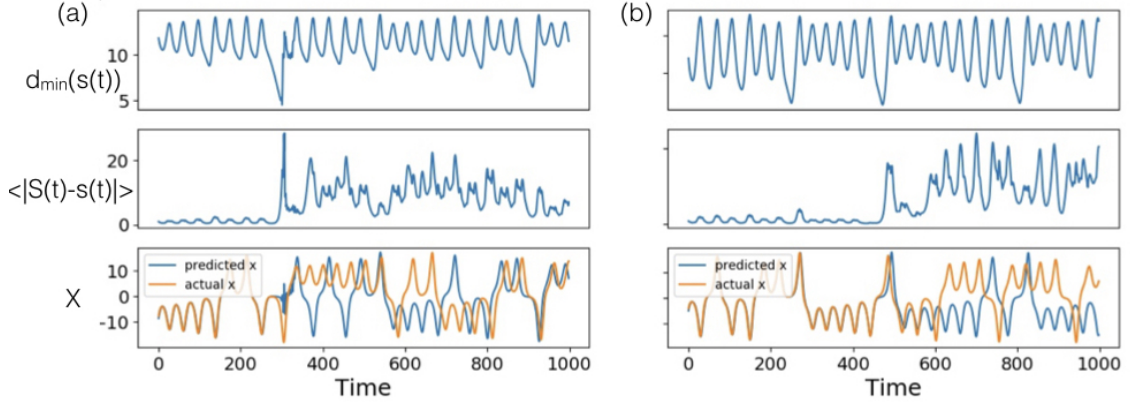 (a)
(b)
d_min(s(t))
10
5
<|S(t)-s(t)|>
20
0
X
10
0
-10
predicted x
actual x
predicted x
actual x
0 200 400 600 800 1000
0 200 400 600 800 1000
Time
Time